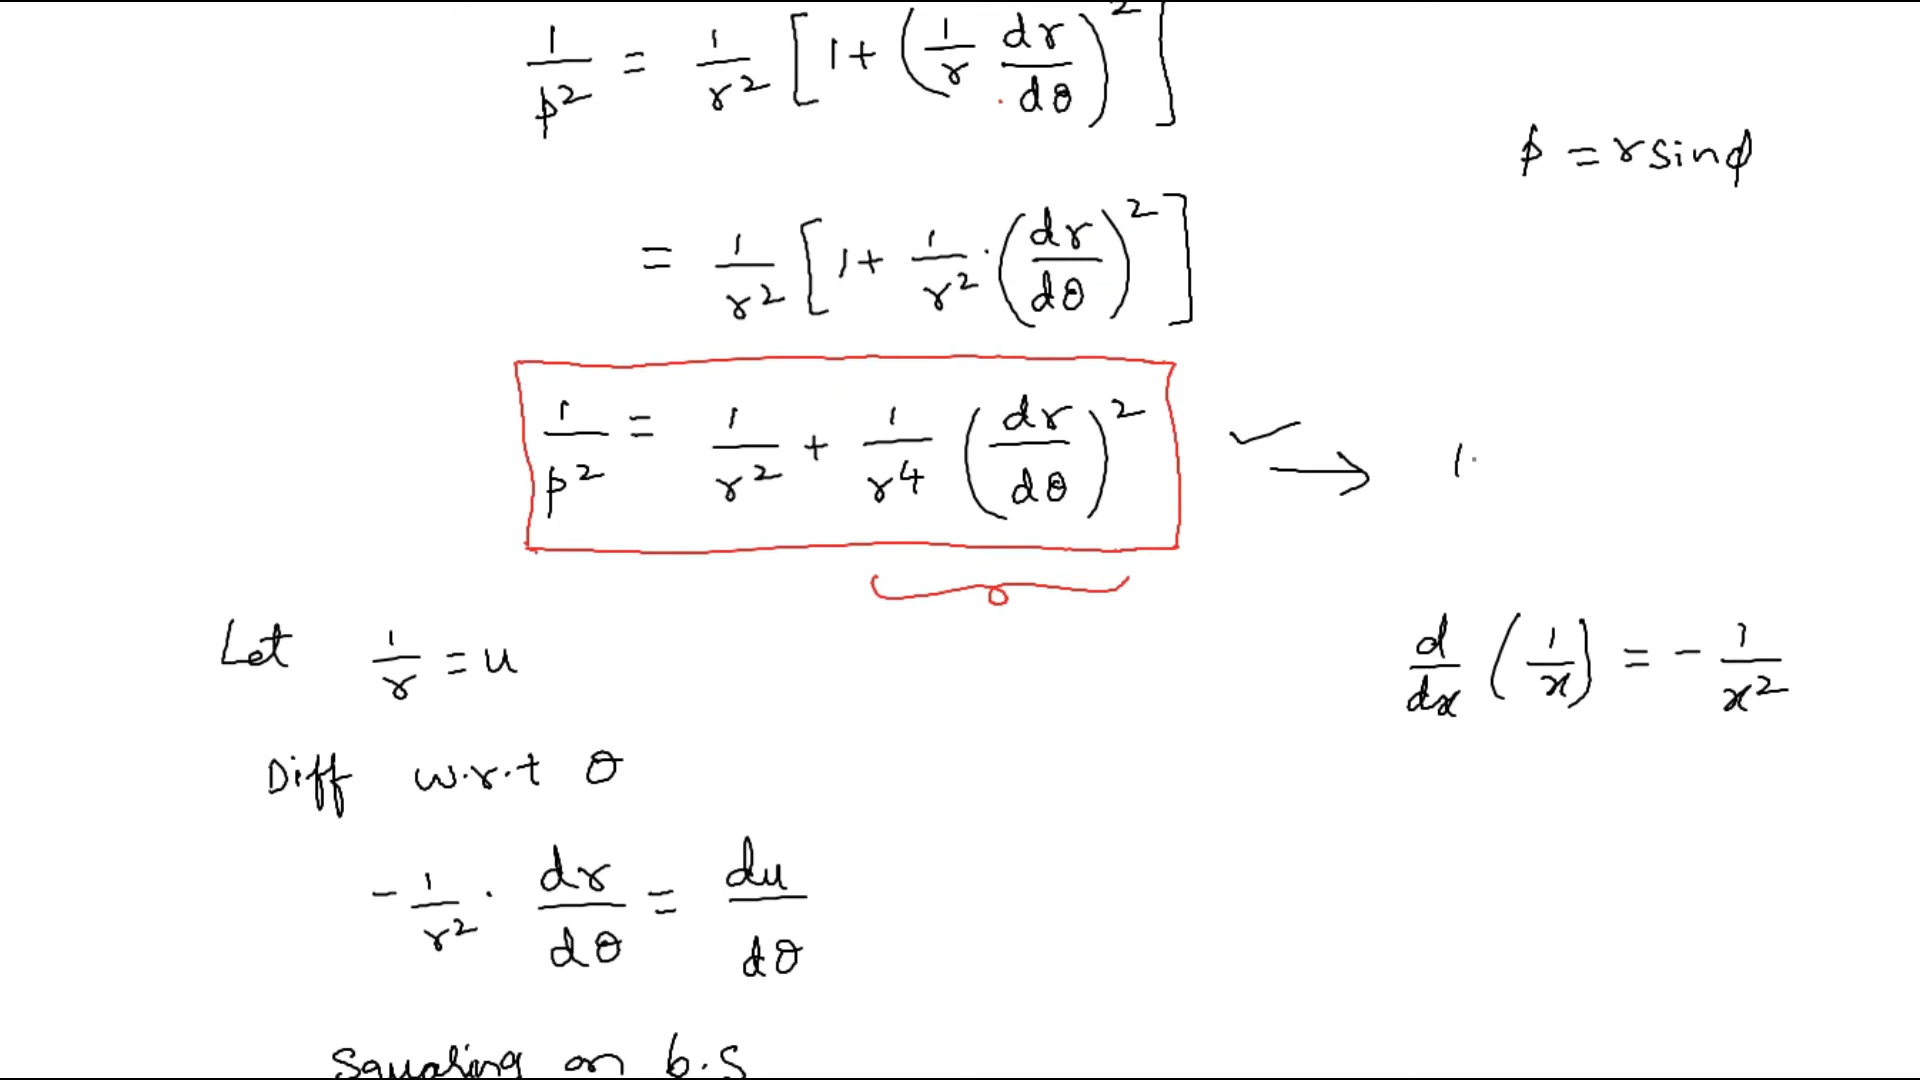 1/p² = 1/r² [1 + (1/r dr/dθ)²]
p = r sinϕ
= 1/r² [1 + 1/r² · (dr/dθ)²]
1/p² = 1/r² + 1/r⁴ (dr/dθ)² ✓ → 1.
Let 1/r = u
d/dx (1/x) = - 1/x²
Diff w.r.t θ
- 1/r² · dr/dθ = du/dθ
Squaring on b.s